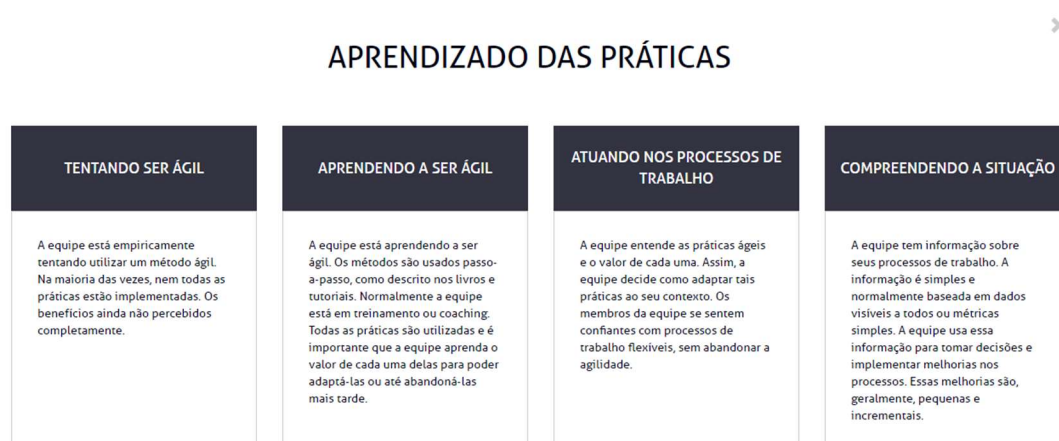 APRENDIZADO DAS PRÁTICAS
TENTANDO SER ÁGIL
A equipe está empiricamente
tentando utilizar um método ágil.
Na maioria das vezes, nem todas as
práticas estão implementadas. Os
benefícios ainda não percebidos
completamente.
APRENDENDO A SER ÁGIL
A equipe está aprendendo a ser
ágil. Os métodos são usados passo-
a-passo, como descrito nos livros e
tutoriais. Normalmente a equipe
está em treinamento ou coaching.
Todas as práticas são utilizadas e é
importante que a equipe aprenda o
valor de cada uma delas para poder
adaptá-las ou até abandoná-las
mais tarde.
ATUANDO NOS PROCESSOS DE
TRABALHO
A equipe entende as práticas ágeis
e o valor de cada uma. Assim, a
equipe decide como adaptar tais
práticas ao seu contexto. Os
membros da equipe se sentem
confiantes com processos de
trabalho flexíveis, sem abandonar a
agilidade.
COMPREENDENDO A SITUAÇÃO
A equipe tem informação sobre
seus processos de trabalho. A
informação é simples e
normalmente baseada em dados
visíveis a todos ou métricas
simples. A equipe usa essa
informação para tomar decisões e
implementar melhorias nos
processos. Essas melhorias são,
geralmente, pequenas e
incrementais.